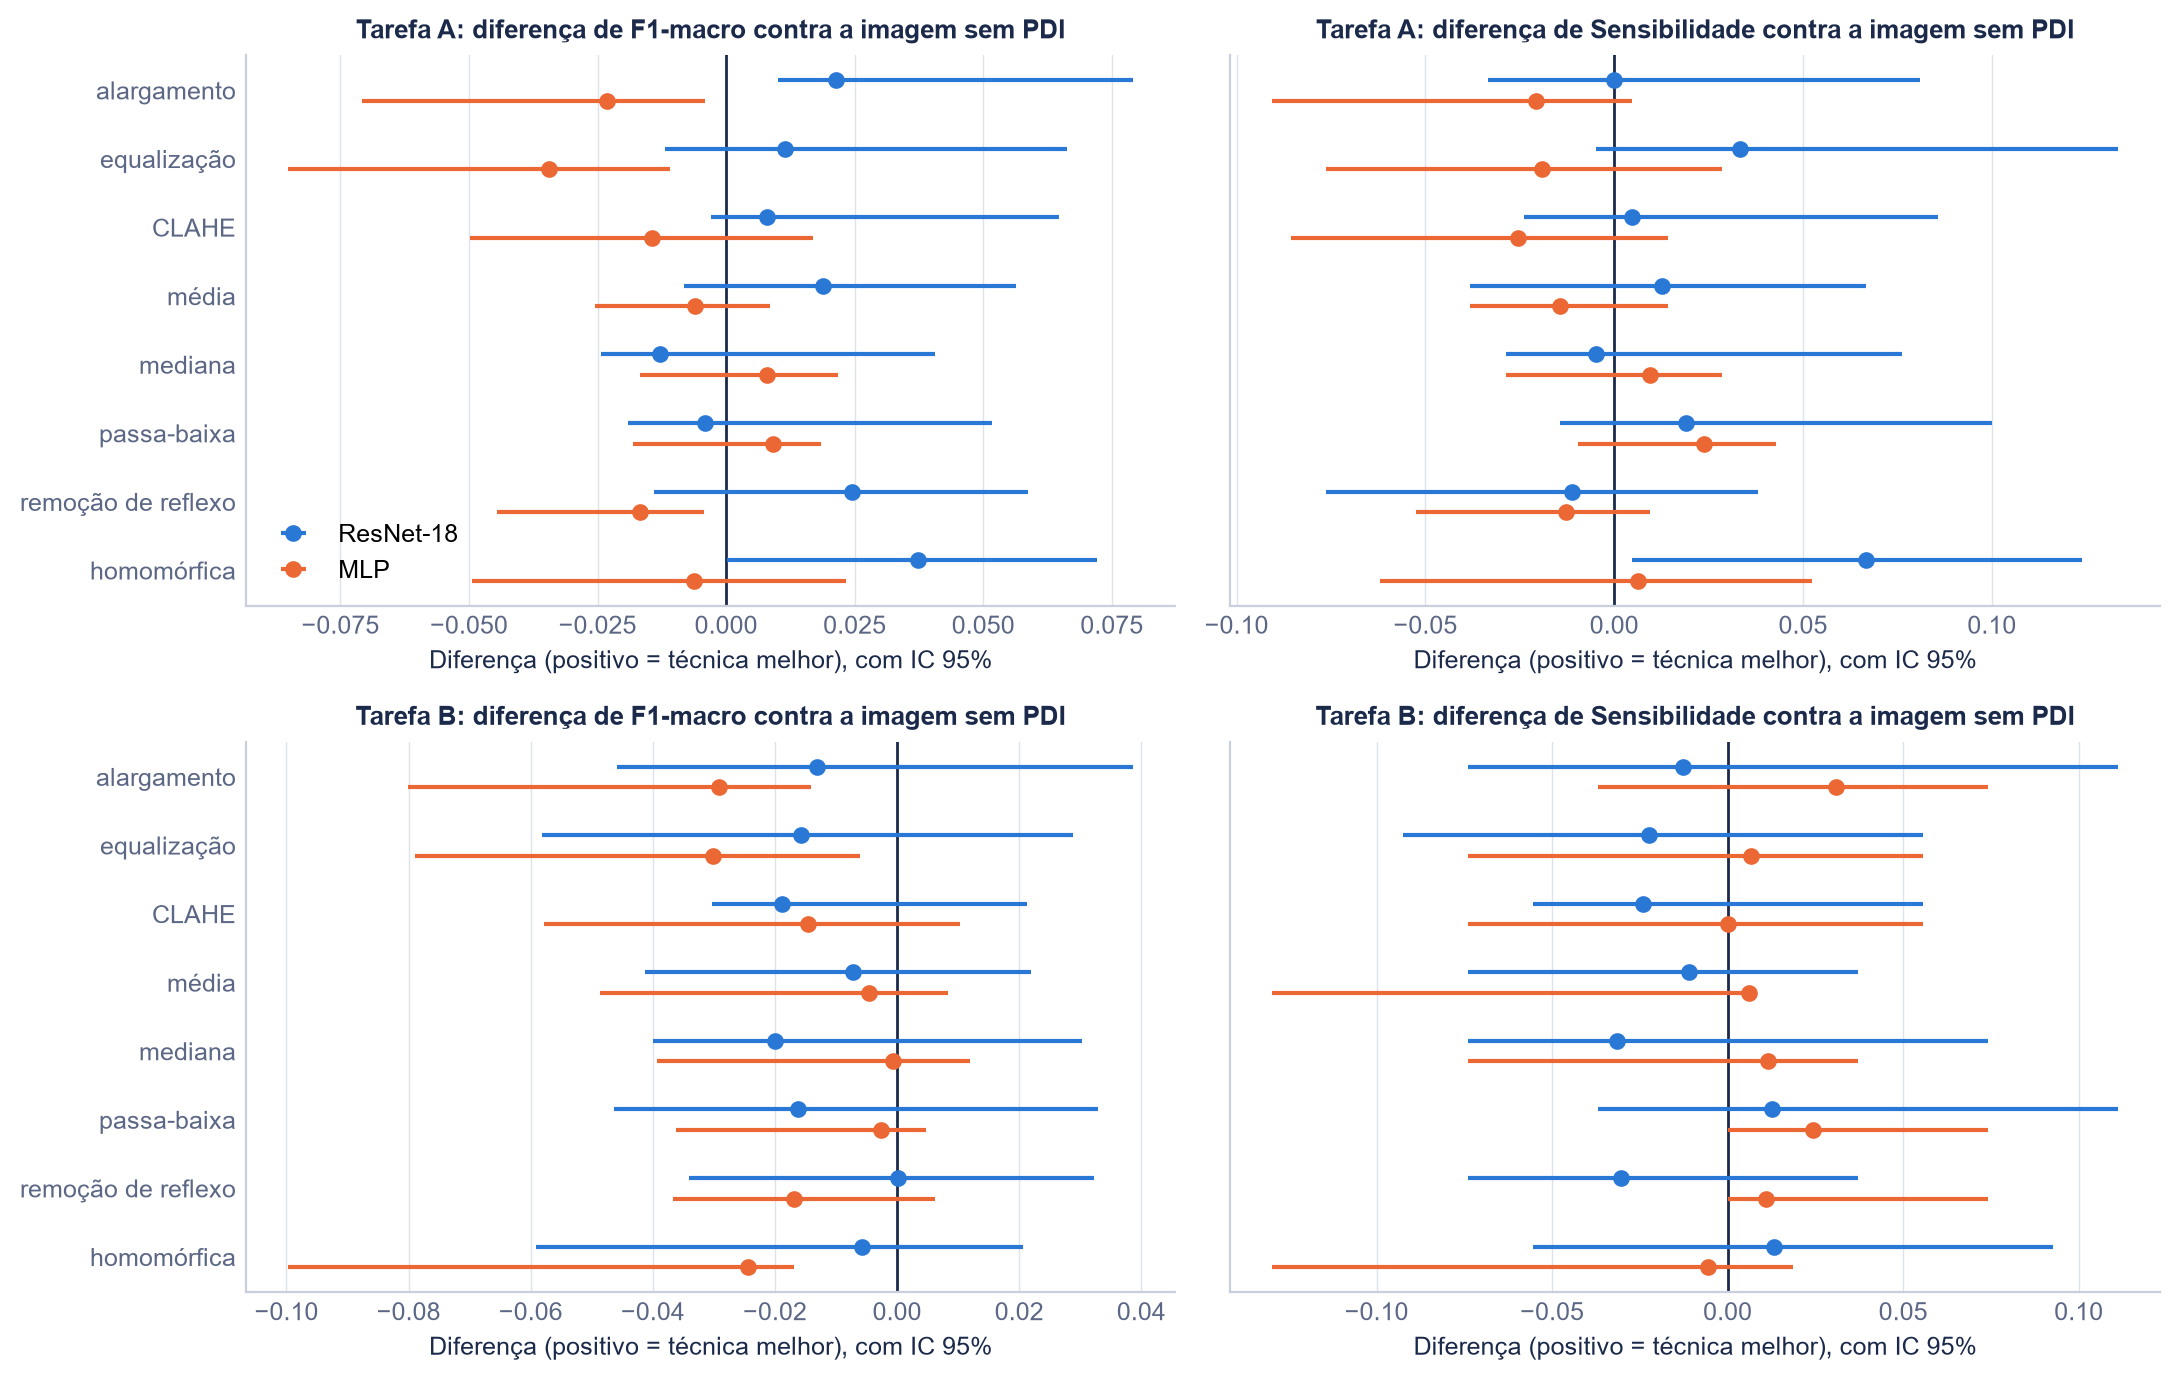 Tarefa A: diferença de F1-macro contra a imagem sem PDI
alargamento
equalização
CLAHE
média
mediana
passa-baixa
remoção de reflexo
homomórfica
ResNet-18
MLP
−0.075 −0.050 −0.025 0.000 0.025 0.050 0.075
Diferença (positivo = técnica melhor), com IC 95%
Tarefa A: diferença de Sensibilidade contra a imagem sem PDI
−0.10 −0.05 0.00 0.05 0.10
Diferença (positivo = técnica melhor), com IC 95%
Tarefa B: diferença de F1-macro contra a imagem sem PDI
alargamento
equalização
CLAHE
média
mediana
passa-baixa
remoção de reflexo
homomórfica
−0.10 −0.08 −0.06 −0.04 −0.02 0.00 0.02 0.04
Diferença (positivo = técnica melhor), com IC 95%
Tarefa B: diferença de Sensibilidade contra a imagem sem PDI
−0.10 −0.05 0.00 0.05 0.10
Diferença (positivo = técnica melhor), com IC 95%